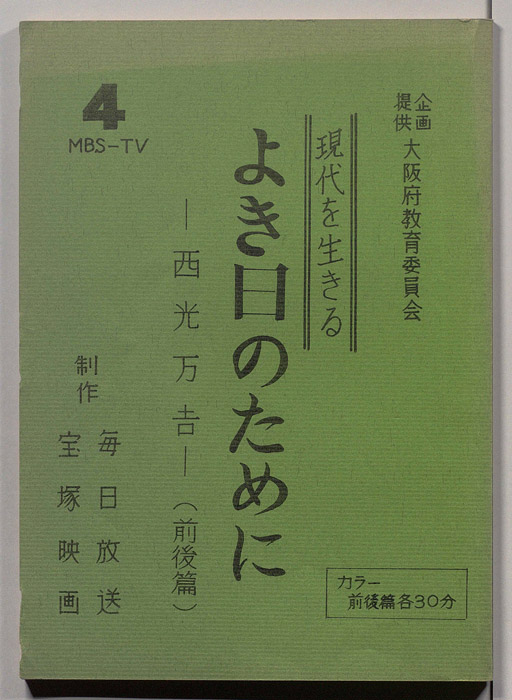 企画
提供
大阪府教育委員会
現代を生きる
よき日のために
―西光万吉―(前後篇)
4
MBS-TV
制作
毎日放送
宝塚映画
カラー
前後篇各30分